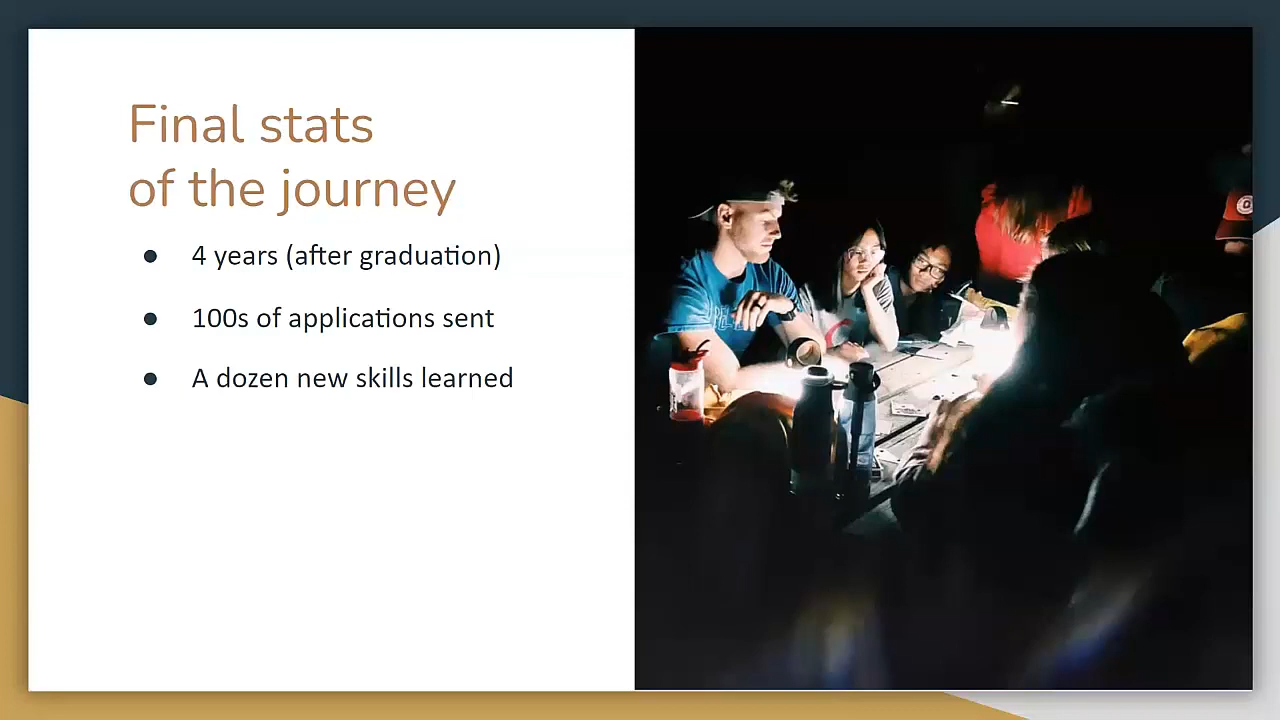 Final stats
of the journey
● 4 years (after graduation)
● 100s of applications sent
● A dozen new skills learned